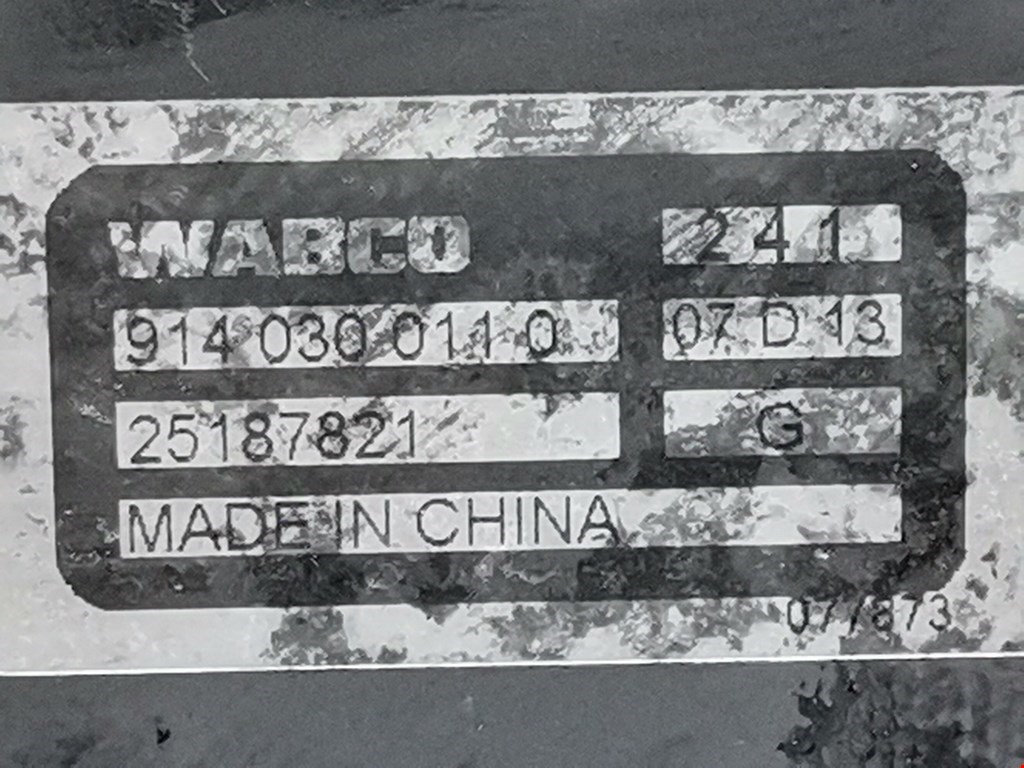 WABCO 241
914 030 011 0 07 D 13
25187821 G
MADE IN CHINA
07/873